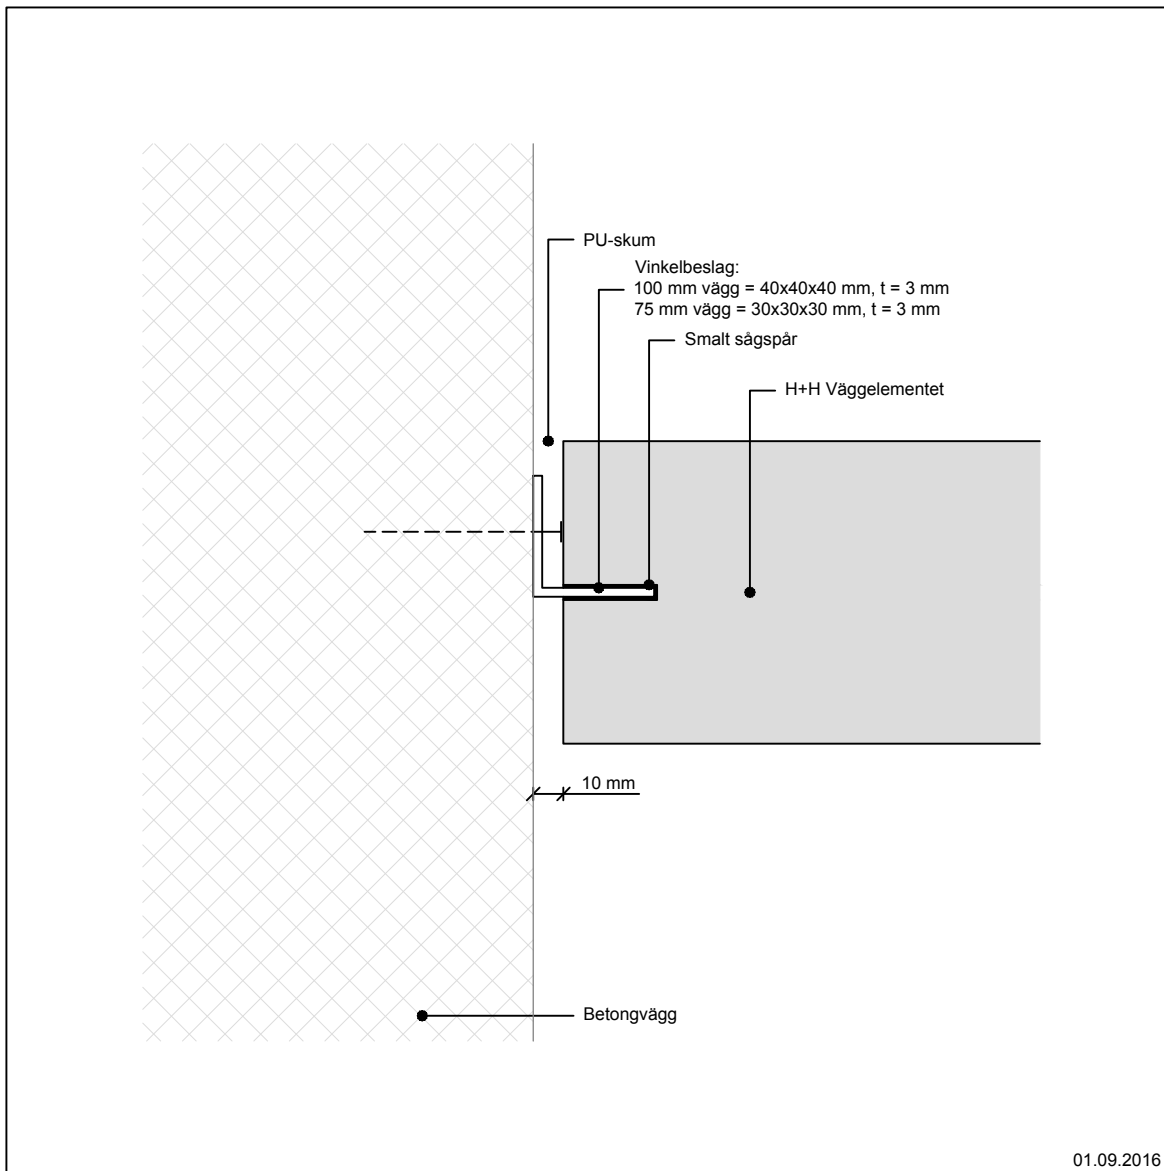 PU-skum
Vinkelbeslag:
100 mm vägg = 40x40x40 mm, t = 3 mm
75 mm vägg = 30x30x30 mm, t = 3 mm
Smalt sågspår
H+H Väggelementet
10 mm
Betongvägg
01.09.2016